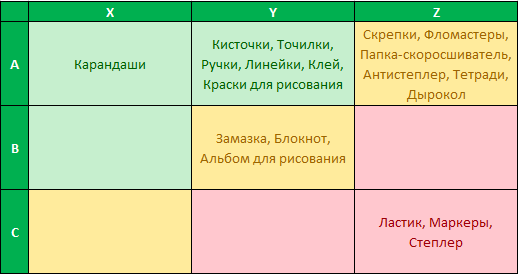 X Y Z
A
Карандаши
Кисточки, Точилки,
Ручки, Линейки, Клей,
Краски для рисования
Скрепки, Фломастеры,
Папка-скоросшиватель,
Антистеплер, Тетради,
Дырокол
B
Замазка, Блокнот,
Альбом для рисования
C
Ластик, Маркеры,
Степлер